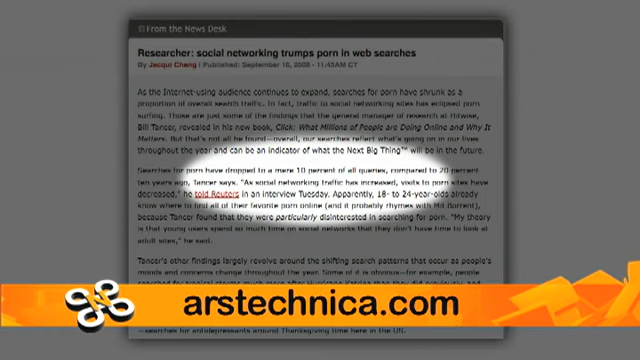 From the News Desk
Researcher: social networking trumps porn in web searches
By Jacqui Cheng | Published: September 16, 2008 - 11:45AM CT
As the Internet-using audience continues to expand, searches for porn have shrunk as a
proportion of overall search traffic. In fact, traffic to social networking sites has eclipsed porn
surfing. Those are just some of the findings that the general manager of research at Hitwise,
Bill Tancer, revealed in his new book, Click: What Millions of People are Doing Online and Why It
Matters. But that's not all he found—overall, our searches reflect what's going on in our lives
throughout the year and can be an indicator of what the Next Big Thing™ will be in the future.
Searches for porn have dropped to a mere 10 percent of all queries, compared to 20 percent
ten years ago, Tancer says. "As social networking traffic has increased, visits to porn sites have
decreased," he told Reuters in an interview Tuesday. Apparently, 18- to 24-year-olds already
know where to find all of their favorite porn online (and it probably rhymes with Mit Borrent),
because Tancer found that they were particularly disinterested in searching for porn. "My theory
is that young users spend so much time on social networks that they don't have time to look at
adult sites," he said.
Tancer's other findings largely revolve around the shifting search patterns that occur as people's
moods and concerns change throughout the year. Some of it is obvious—for example, people
arstechnica.com
—searches for antidepressants around Thanksgiving time here in the US.